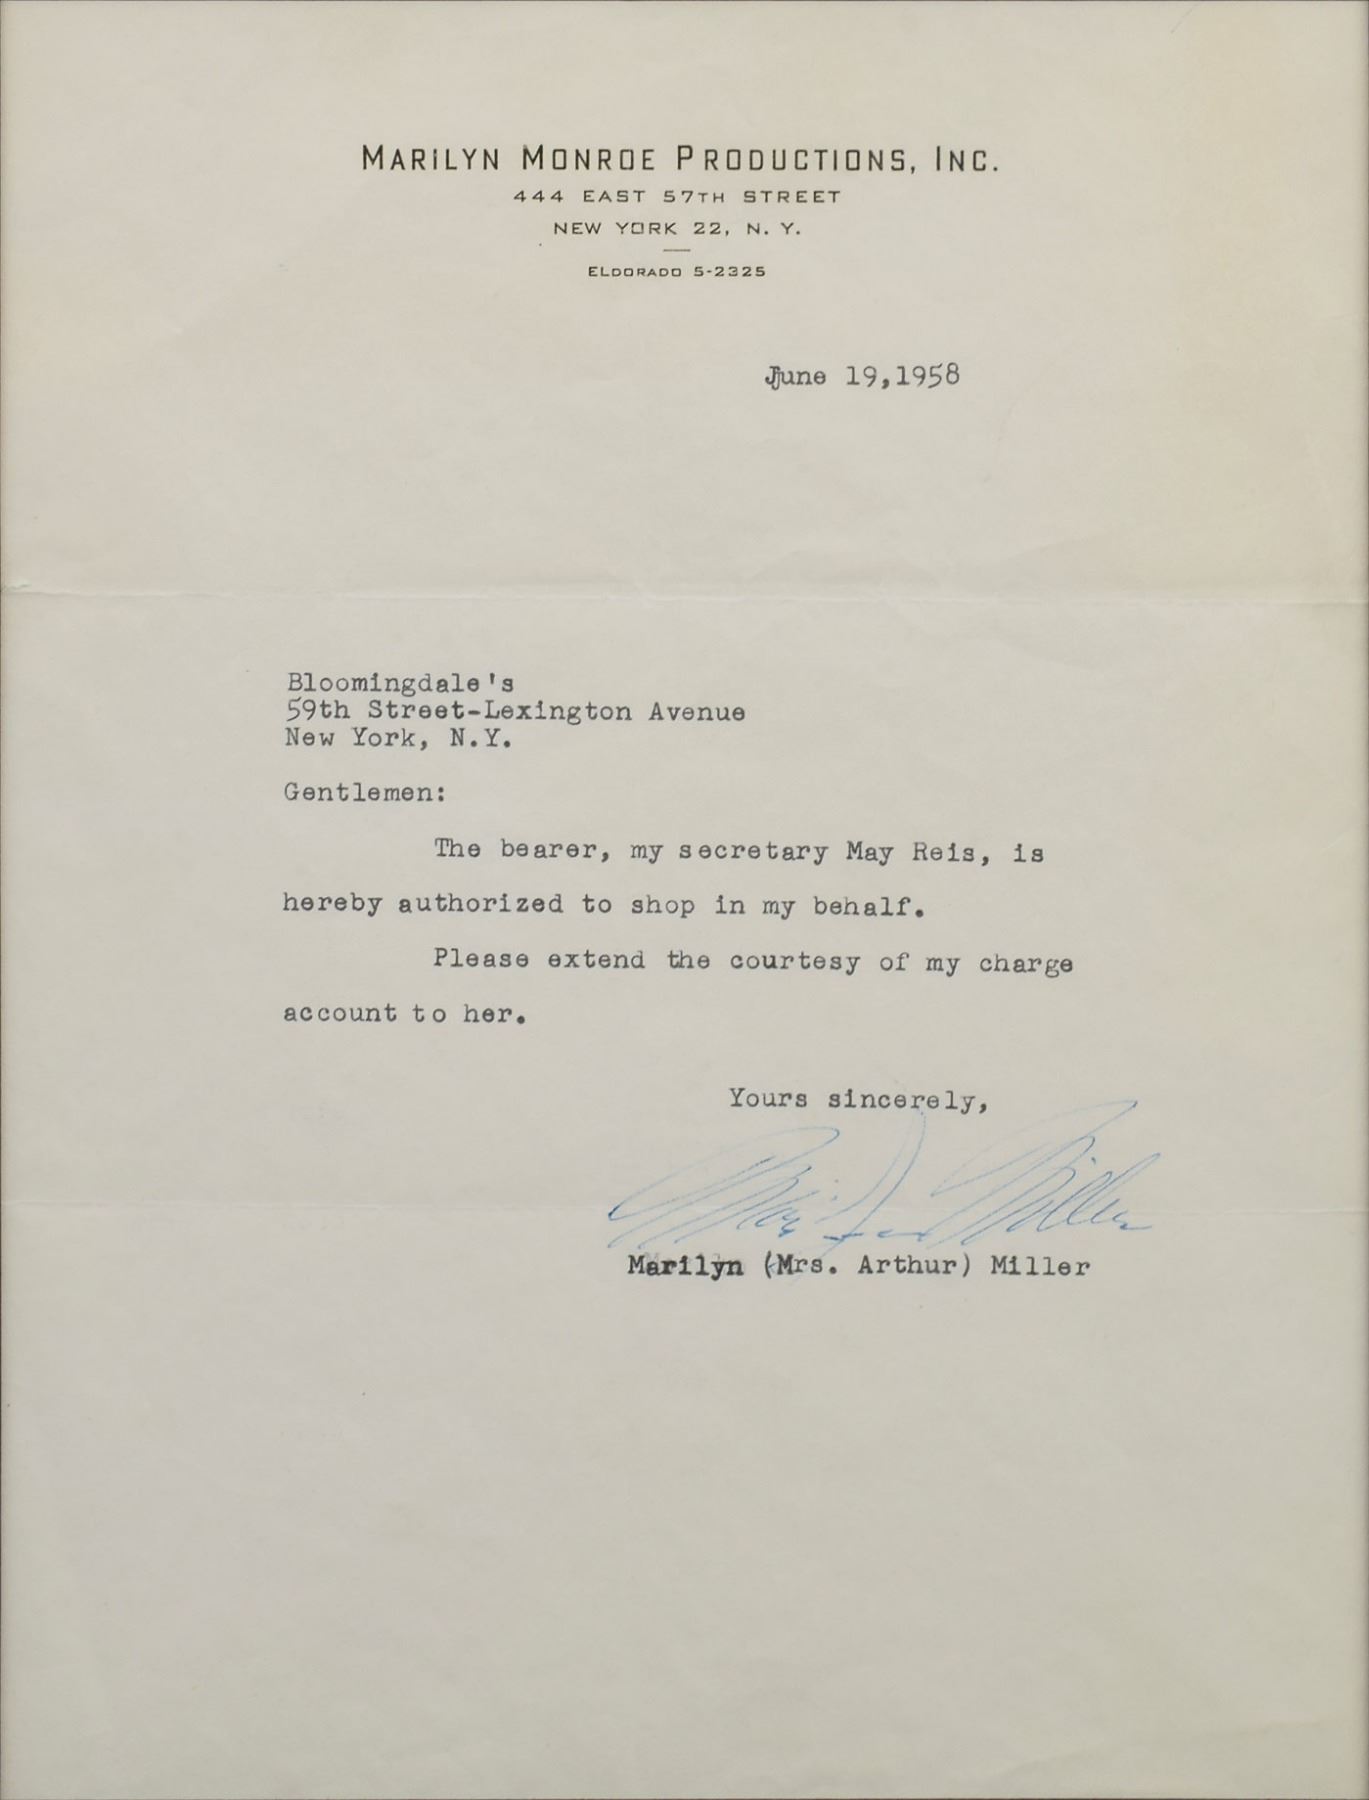 MARILYN MONROE PRODUCTIONS, INC.
444 EAST 57TH STREET
NEW YORK 22, N. Y.
ELDORADO 5-2325
June 19,1958
Bloomingdale's
59th Street-Lexington Avenue
New York, N.Y.
Gentlemen:
The bearer, my secretary May Reis, is
hereby authorized to shop in my behalf.
Please extend the courtesy of my charge
account to her.
Yours sincerely,
Marilyn Miller
Marilyn (Mrs. Arthur) Miller